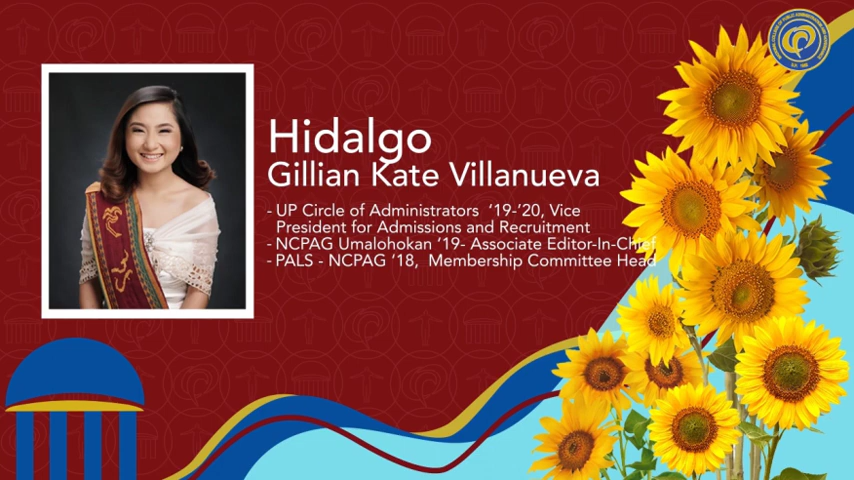 Hidalgo
Gillian Kate Villanueva
- UP Circle of Administrators '19-'20, Vice
President for Admissions and Recruitment
- NCPAG Umalohokan '19- Associate Editor-In-Chief
- PALS - NCPAG '18, Membership Committee Head